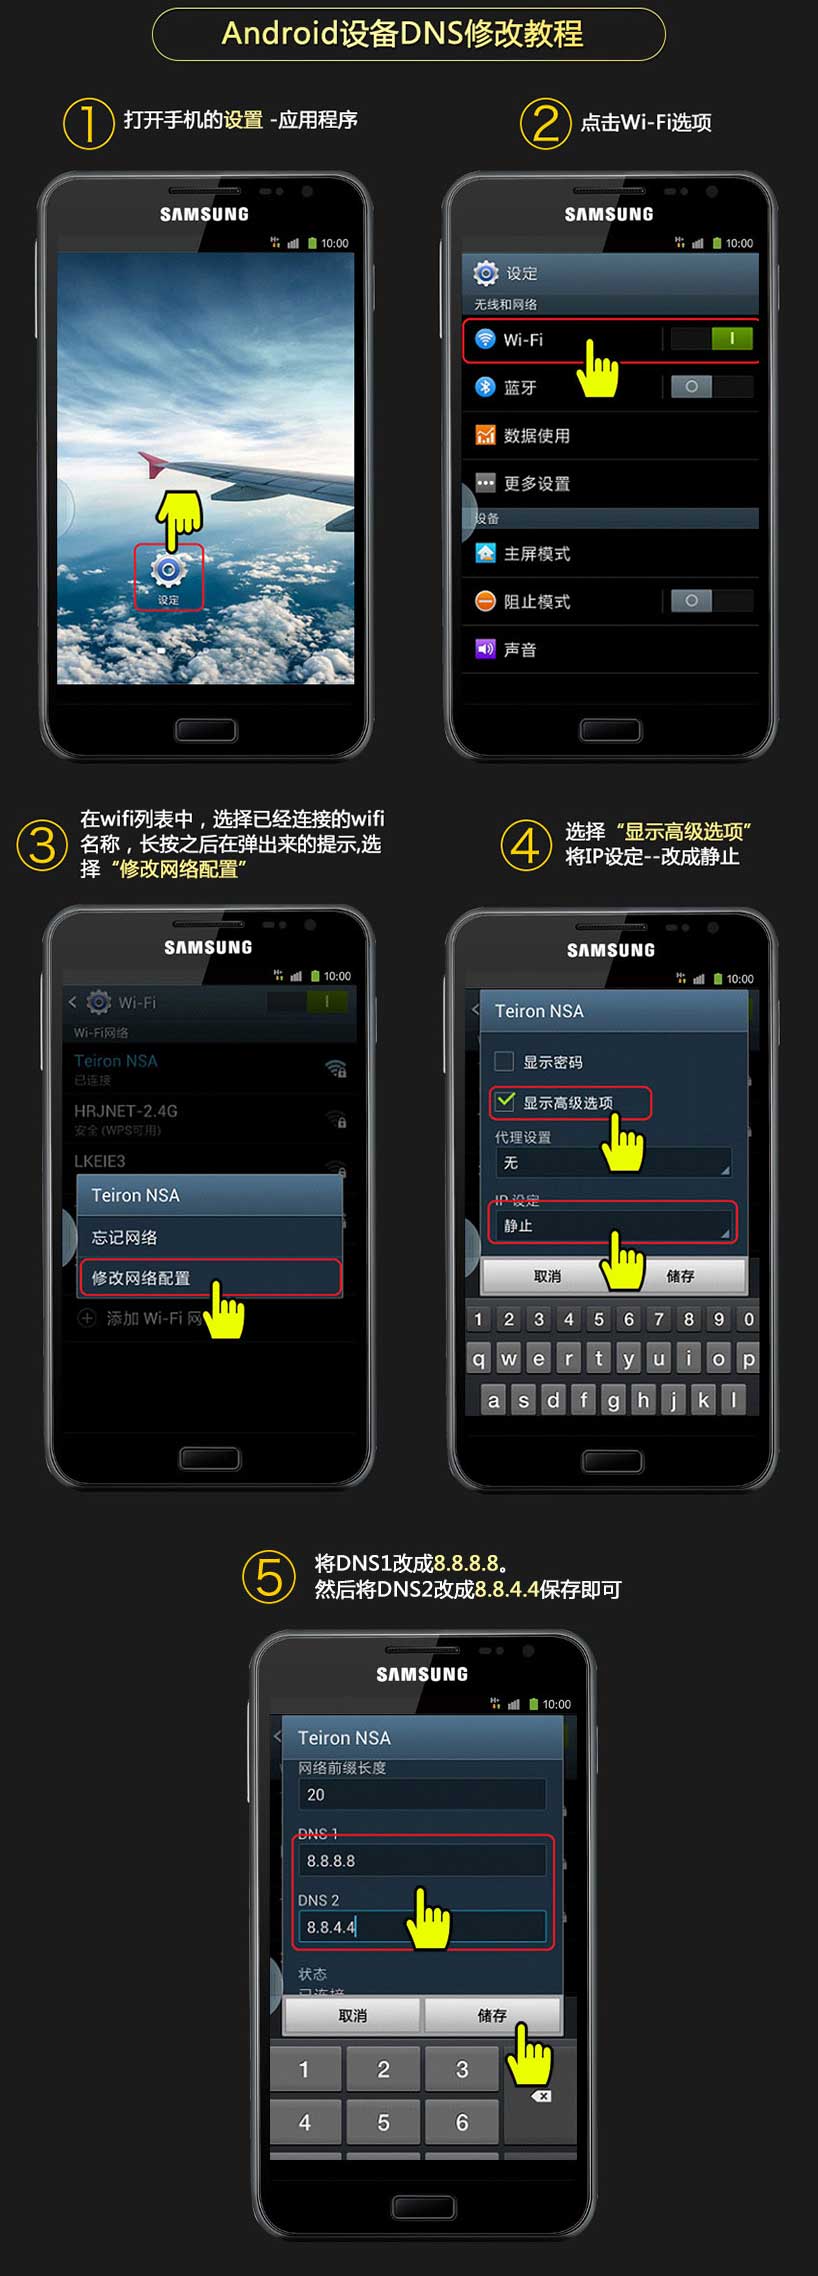 Android设备DNS修改教程
1 打开手机的设置 -应用程序
SAMSUNG
10:00
设定
2 点击Wi-Fi选项
SAMSUNG
10:00
设定
无线和网络
Wi-Fi
蓝牙
数据使用
更多设置
设备
主屏模式
阻止模式
声音
3 在wifi列表中，选择已经连接的wifi
名称，长按之后在弹出来的提示,选
择“修改网络配置”
SAMSUNG
10:00
Wi-Fi
Wi-Fi网络
Teiron NSA
已连接
HRJNET-2.4G
安全 (WPS可用)
LKEIE3
Teiron NSA
忘记网络
修改网络配置
添加 Wi-Fi 网
4 选择“显示高级选项”
将IP设定--改成静止
SAMSUNG
10:00
Teiron NSA
显示密码
显示高级选项
代理设置
无
IP 设定
静止
取消 储存
1 2 3 4 5 6 7 8 9 0
q w e r t y u i o p
a s d f g h j k l
5 将DNS1改成8.8.8.8。
然后将DNS2改成8.8.4.4保存即可
SAMSUNG
10:00
Teiron NSA
网络前缀长度
20
DNS 1
8.8.8.8
DNS 2
8.8.4.4
状态
已连接
取消 储存
1 2 3
4 5 6